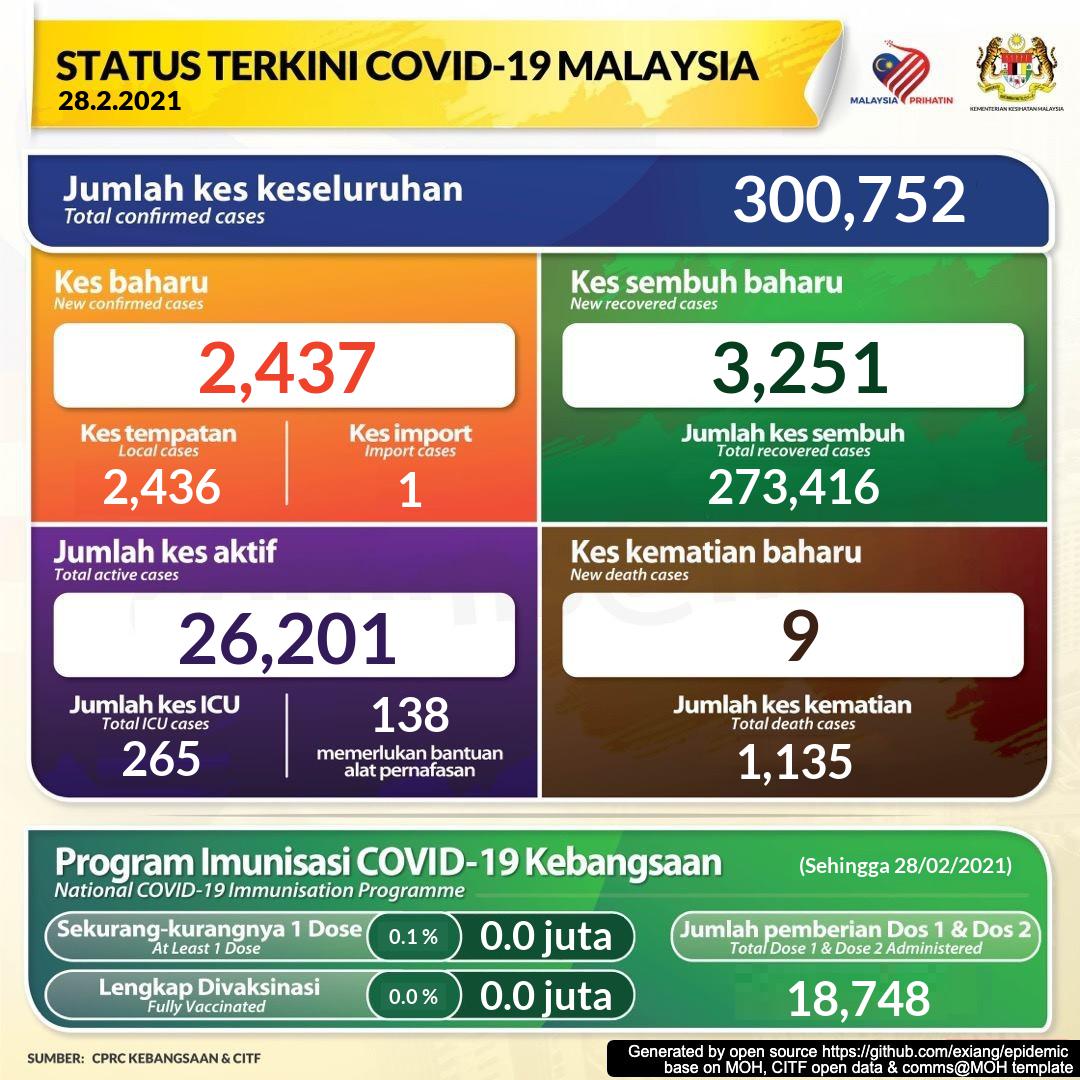 STATUS TERKINI COVID-19 MALAYSIA
28.2.2021
MALAYSIA PRIHATIN
KEMENTERIAN KESIHATAN MALAYSIA
Jumlah kes keseluruhan
Total confirmed cases
300,752
Kes baharu
New confirmed cases
2,437
Kes tempatan
Local cases
2,436
Kes import
Import cases
1
Kes sembuh baharu
New recovered cases
3,251
Jumlah kes sembuh
Total recovered cases
273,416
Jumlah kes aktif
Total active cases
26,201
Jumlah kes ICU
Total ICU cases
265
138
memerlukan bantuan
alat pernafasan
Kes kematian baharu
New death cases
9
Jumlah kes kematian
Total death cases
1,135
Program Imunisasi COVID-19 Kebangsaan
National COVID-19 Immunisation Programme
(Sehingga 28/02/2021)
Sekurang-kurangnya 1 Dose
At Least 1 Dose
0.1 %
0.0 juta
Lengkap Divaksinasi
Fully Vaccinated
0.0 %
0.0 juta
Jumlah pemberian Dos 1 & Dos 2
Total Dose 1 & Dose 2 Administered
18,748
SUMBER: CPRC KEBANGSAAN & CITF
Generated by open source https://github.com/exiang/epidemic
base on MOH, CITF open data & comms@MOH template